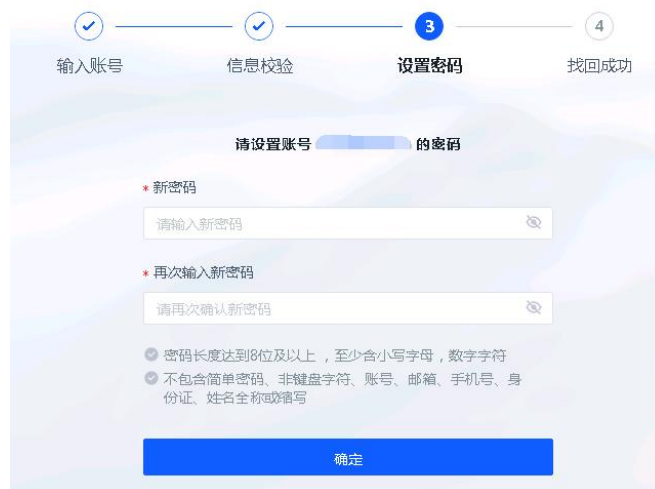 3
4
输入账号
信息校验
设置密码
找回成功
请设置账号 的密码
* 新密码
请输入新密码
* 再次输入新密码
请再次确认新密码
密码长度达到8位及以上，至少含小写字母，数字字符
不包含简单密码、非键盘字符、账号、邮箱、手机号、身
份证、姓名全称或缩写
确定